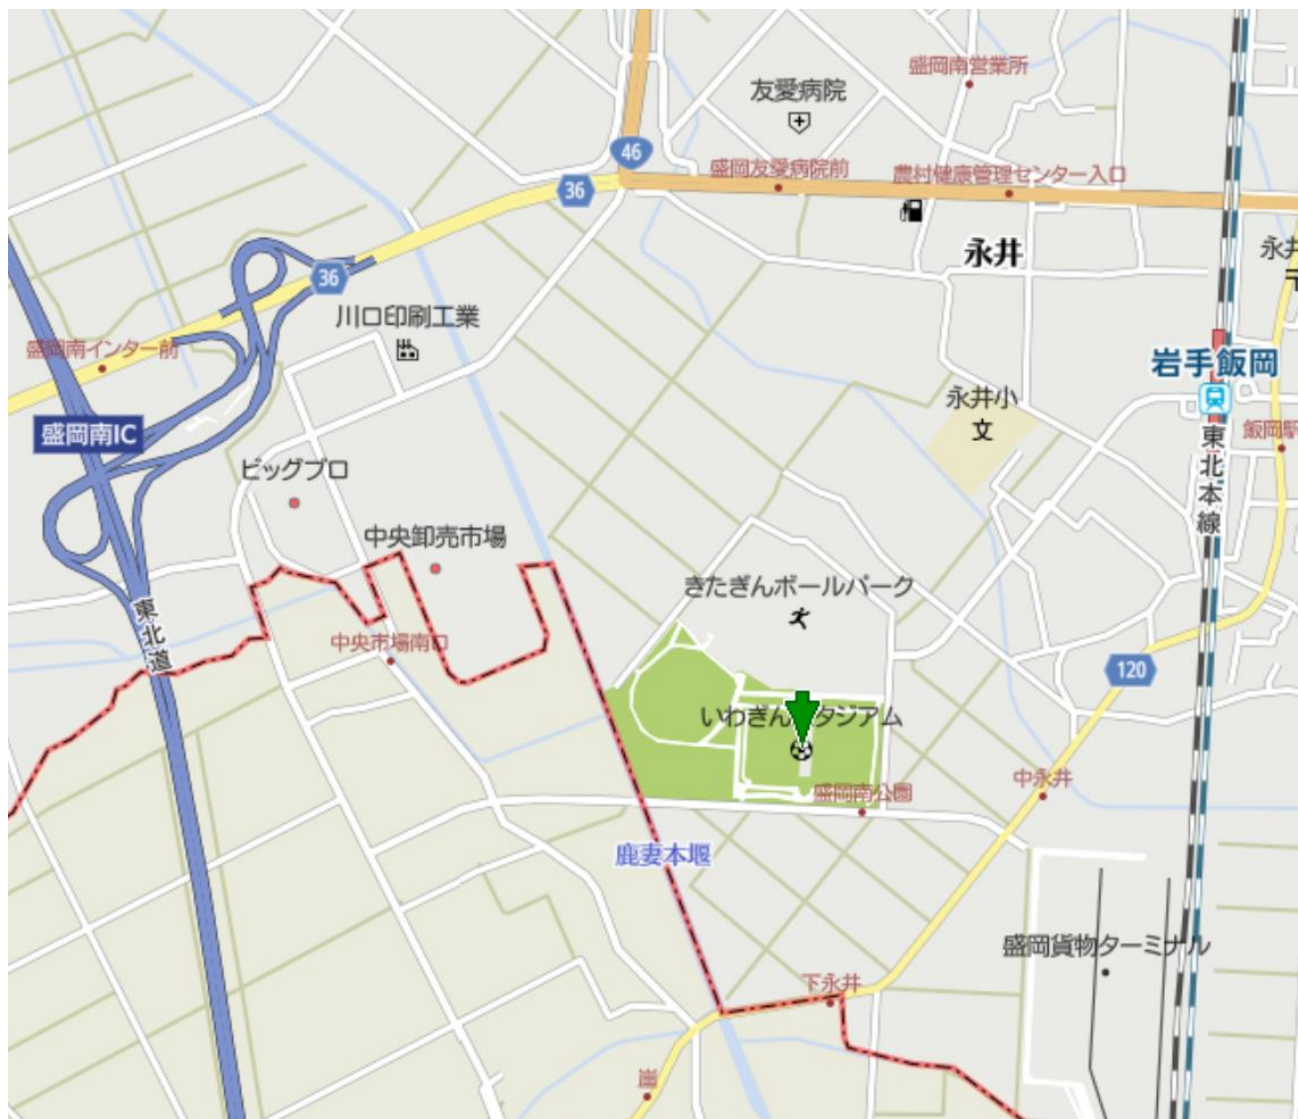 盛岡南営業所
友愛病院
46
盛岡友愛病院前
農村健康管理センター入口
36
永井
永井
36
川口印刷工業
盛岡南インター前
岩手飯岡
永井小
文
盛岡南IC
飯岡駅
東北本線
ビッグプロ
中央卸売市場
きたぎんボールパーク
東北道
中央市場南口
120
いわぎんスタジアム
中永井
盛岡南公園
鹿妻本堰
盛岡貨物ターミナル
下永井